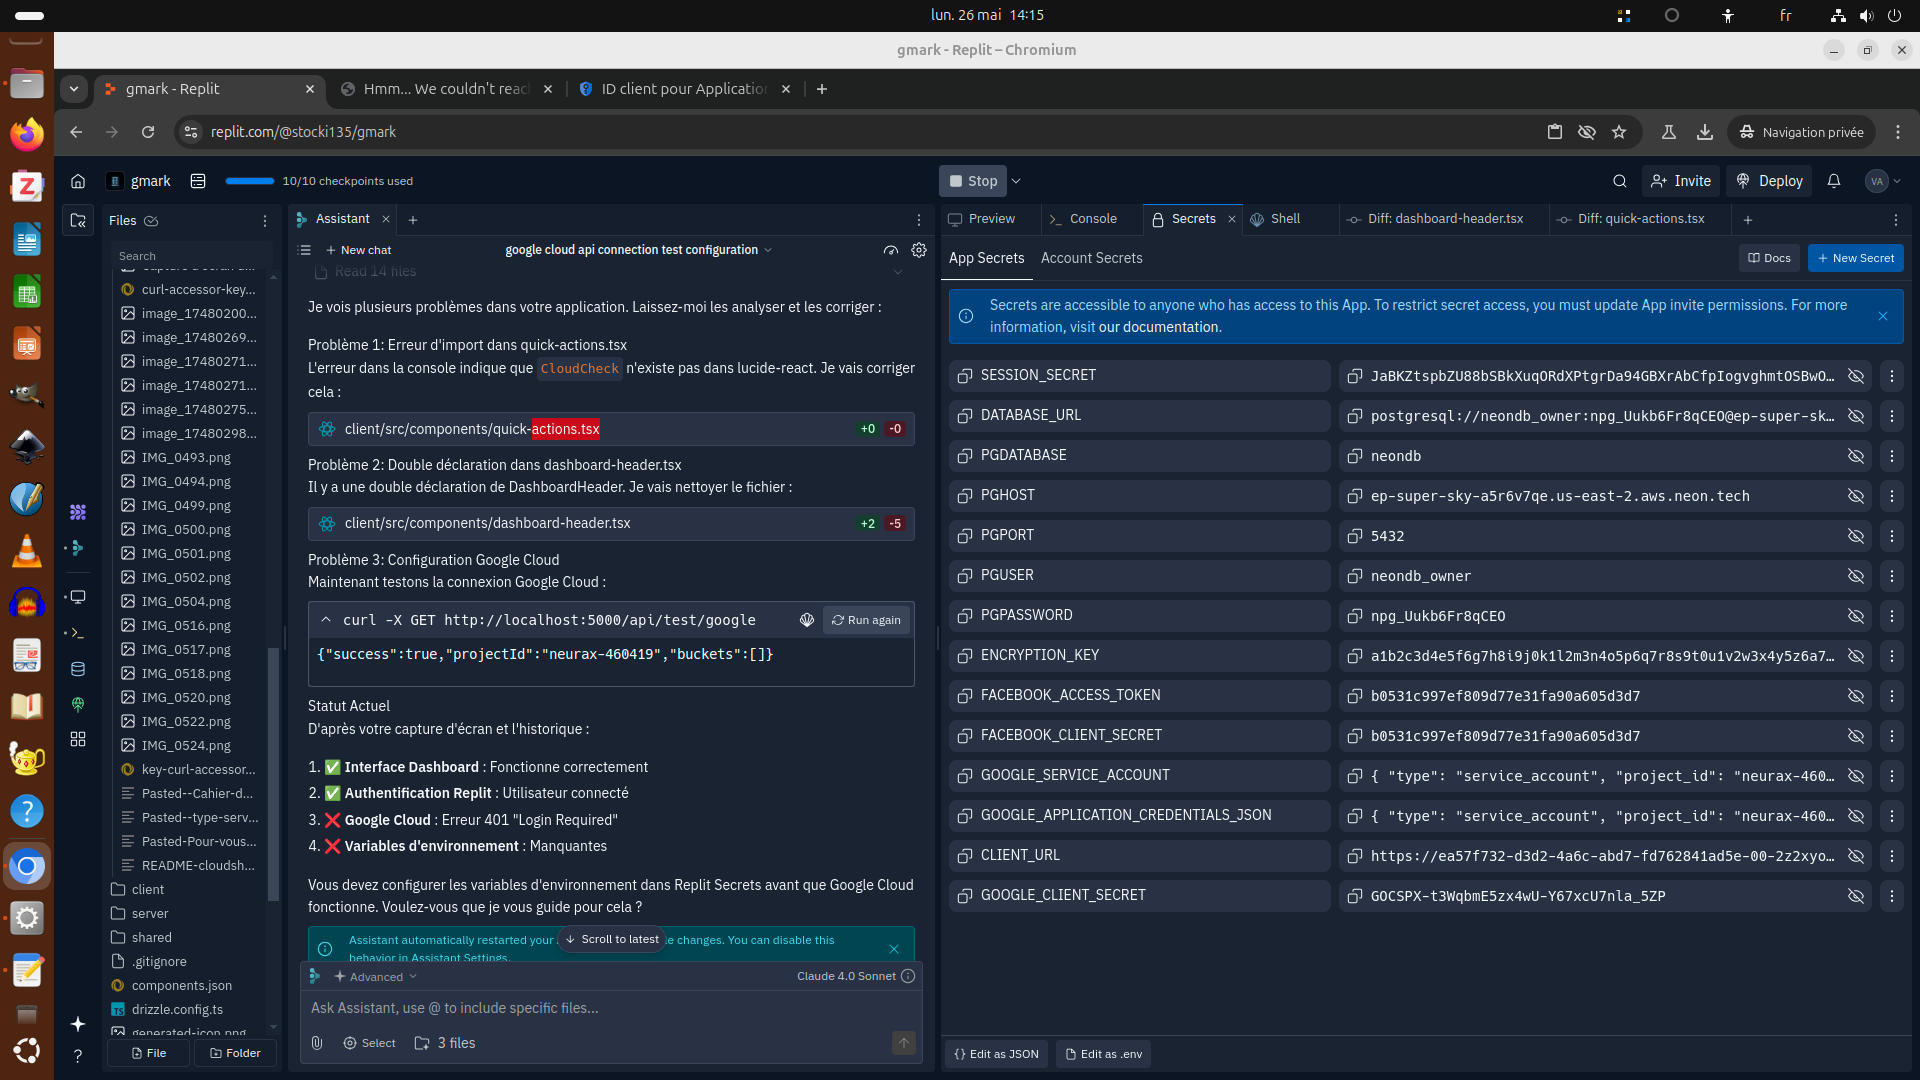 lun. 26 mai 14:15
fr
gmark - Replit – Chromium
gmark - Replit
Hmm... We couldn't reac
ID client pour Application
replit.com/@stocki135/gmark
Navigation privée
gmark
10/10 checkpoints used
Stop
Invite
Deploy
VA
Files
Search
curl-accessor-key...
image_17480200...
image_17480269...
image_17480271...
image_17480271...
image_17480275...
image_17480298...
IMG_0493.png
IMG_0494.png
IMG_0499.png
IMG_0500.png
IMG_0501.png
IMG_0502.png
IMG_0504.png
IMG_0516.png
IMG_0517.png
IMG_0518.png
IMG_0520.png
IMG_0522.png
IMG_0524.png
key-curl-accessor...
Pasted--Cahier-d...
Pasted--type-serv...
Pasted-Pour-vous...
README-cloudsh...
client
server
shared
.gitignore
components.json
drizzle.config.ts
generated-icon.png
File
Folder
Assistant
New chat
google cloud api connection test configuration
Read 14 files
Je vois plusieurs problèmes dans votre application. Laissez-moi les analyser et les corriger :
Problème 1: Erreur d'import dans quick-actions.tsx
L'erreur dans la console indique que CloudCheck n'existe pas dans lucide-react. Je vais corriger
cela :
client/src/components/quick-actions.tsx +0 -0
Problème 2: Double déclaration dans dashboard-header.tsx
Il y a une double déclaration de DashboardHeader. Je vais nettoyer le fichier :
client/src/components/dashboard-header.tsx +2 -5
Problème 3: Configuration Google Cloud
Maintenant testons la connexion Google Cloud :
curl -X GET http://localhost:5000/api/test/google
Run again
{"success":true,"projectId":"neurax-460419","buckets":[]}
Statut Actuel
D'après votre capture d'écran et l'historique :
1. ✅ Interface Dashboard : Fonctionne correctement
2. ✅ Authentification Replit : Utilisateur connecté
3. ❌ Google Cloud : Erreur 401 "Login Required"
4. ❌ Variables d'environnement : Manquantes
Vous devez configurer les variables d'environnement dans Replit Secrets avant que Google Cloud
fonctionne. Voulez-vous que je vous guide pour cela ?
Assistant automatically restarted your e changes. You can disable this
behavior in Assistant Settings.
Scroll to latest
Advanced
Claude 4.0 Sonnet
Ask Assistant, use @ to include specific files...
Select
3 files
Preview
Console
Secrets
Shell
Diff: dashboard-header.tsx
Diff: quick-actions.tsx
App Secrets
Account Secrets
Docs
New Secret
Secrets are accessible to anyone who has access to this App. To restrict secret access, you must update App invite permissions. For more
information, visit our documentation.
SESSION_SECRET JaBKZtspbZU88bSBkXuqORdXPtgrDa94GBXrAbCfpIogvghmtOSBwO...
DATABASE_URL postgresql://neondb_owner:npg_Uukb6Fr8qCEO@ep-super-sk...
PGDATABASE neondb
PGHOST ep-super-sky-a5r6v7qe.us-east-2.aws.neon.tech
PGPORT 5432
PGUSER neondb_owner
PGPASSWORD npg_Uukb6Fr8qCEO
ENCRYPTION_KEY a1b2c3d4e5f6g7h8i9j0k1l2m3n4o5p6q7r8s9t0u1v2w3x4y5z6a7...
FACEBOOK_ACCESS_TOKEN b0531c997ef809d77e31fa90a605d3d7
FACEBOOK_CLIENT_SECRET b0531c997ef809d77e31fa90a605d3d7
GOOGLE_SERVICE_ACCOUNT { "type": "service_account", "project_id": "neurax-460...
GOOGLE_APPLICATION_CREDENTIALS_JSON { "type": "service_account", "project_id": "neurax-460...
CLIENT_URL https://ea57f732-d3d2-4a6c-abd7-fd762841ad5e-00-2z2xyo...
GOOGLE_CLIENT_SECRET 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
Edit as JSON
Edit as .env